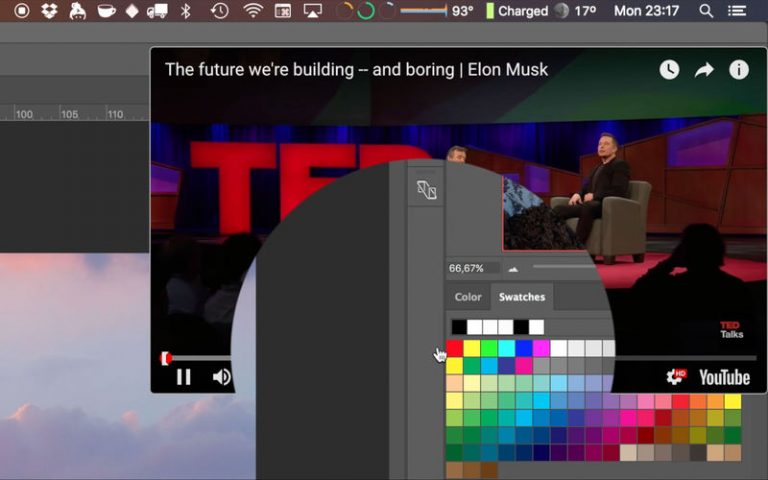 93° Charged 17° Mon 23:17
The future we're building -- and boring | Elon Musk
100 105 110
TED
66,67%
Color Swatches
TED
Talks
HD
YouTube